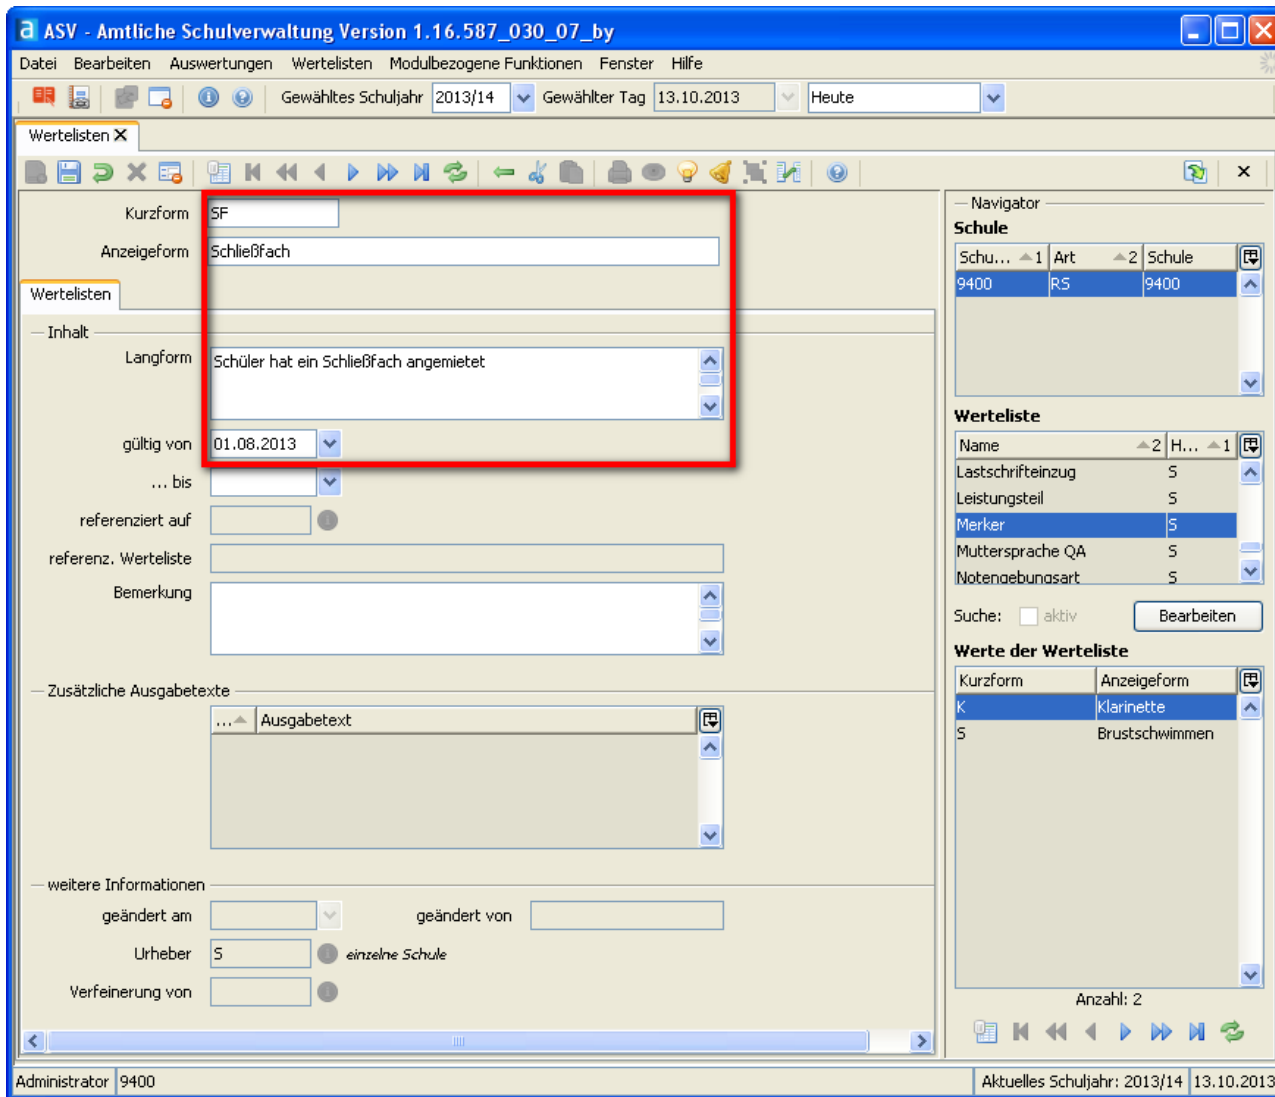 ASV - Amtliche Schulverwaltung Version 1.16.587_030_07_by
Datei Bearbeiten Auswertungen Wertelisten Modulbezogene Funktionen Fenster Hilfe
Gewähltes Schuljahr 2013/14 Gewählter Tag 13.10.2013 Heute
Wertelisten X
Kurzform SF
Anzeigeform Schließfach
Wertelisten
Inhalt
Langform Schüler hat ein Schließfach angemietet
gültig von 01.08.2013
... bis
referenziert auf
referenz. Werteliste
Bemerkung
Zusätzliche Ausgabetexte
... Ausgabetext
weitere Informationen
geändert am geändert von
Urheber S einzelne Schule
Verfeinerung von
Navigator
Schule
Schu... 1 Art 2 Schule
9400 RS 9400
Werteliste
Name 2 H... 1
Lastschrifteinzug S
Leistungsteil S
Merker S
Muttersprache QA S
Notengebungsart S
Suche: aktiv Bearbeiten
Werte der Werteliste
Kurzform Anzeigeform
K Klarinette
S Brustschwimmen
Anzahl: 2
Administrator 9400 Aktuelles Schuljahr: 2013/14 13.10.2013